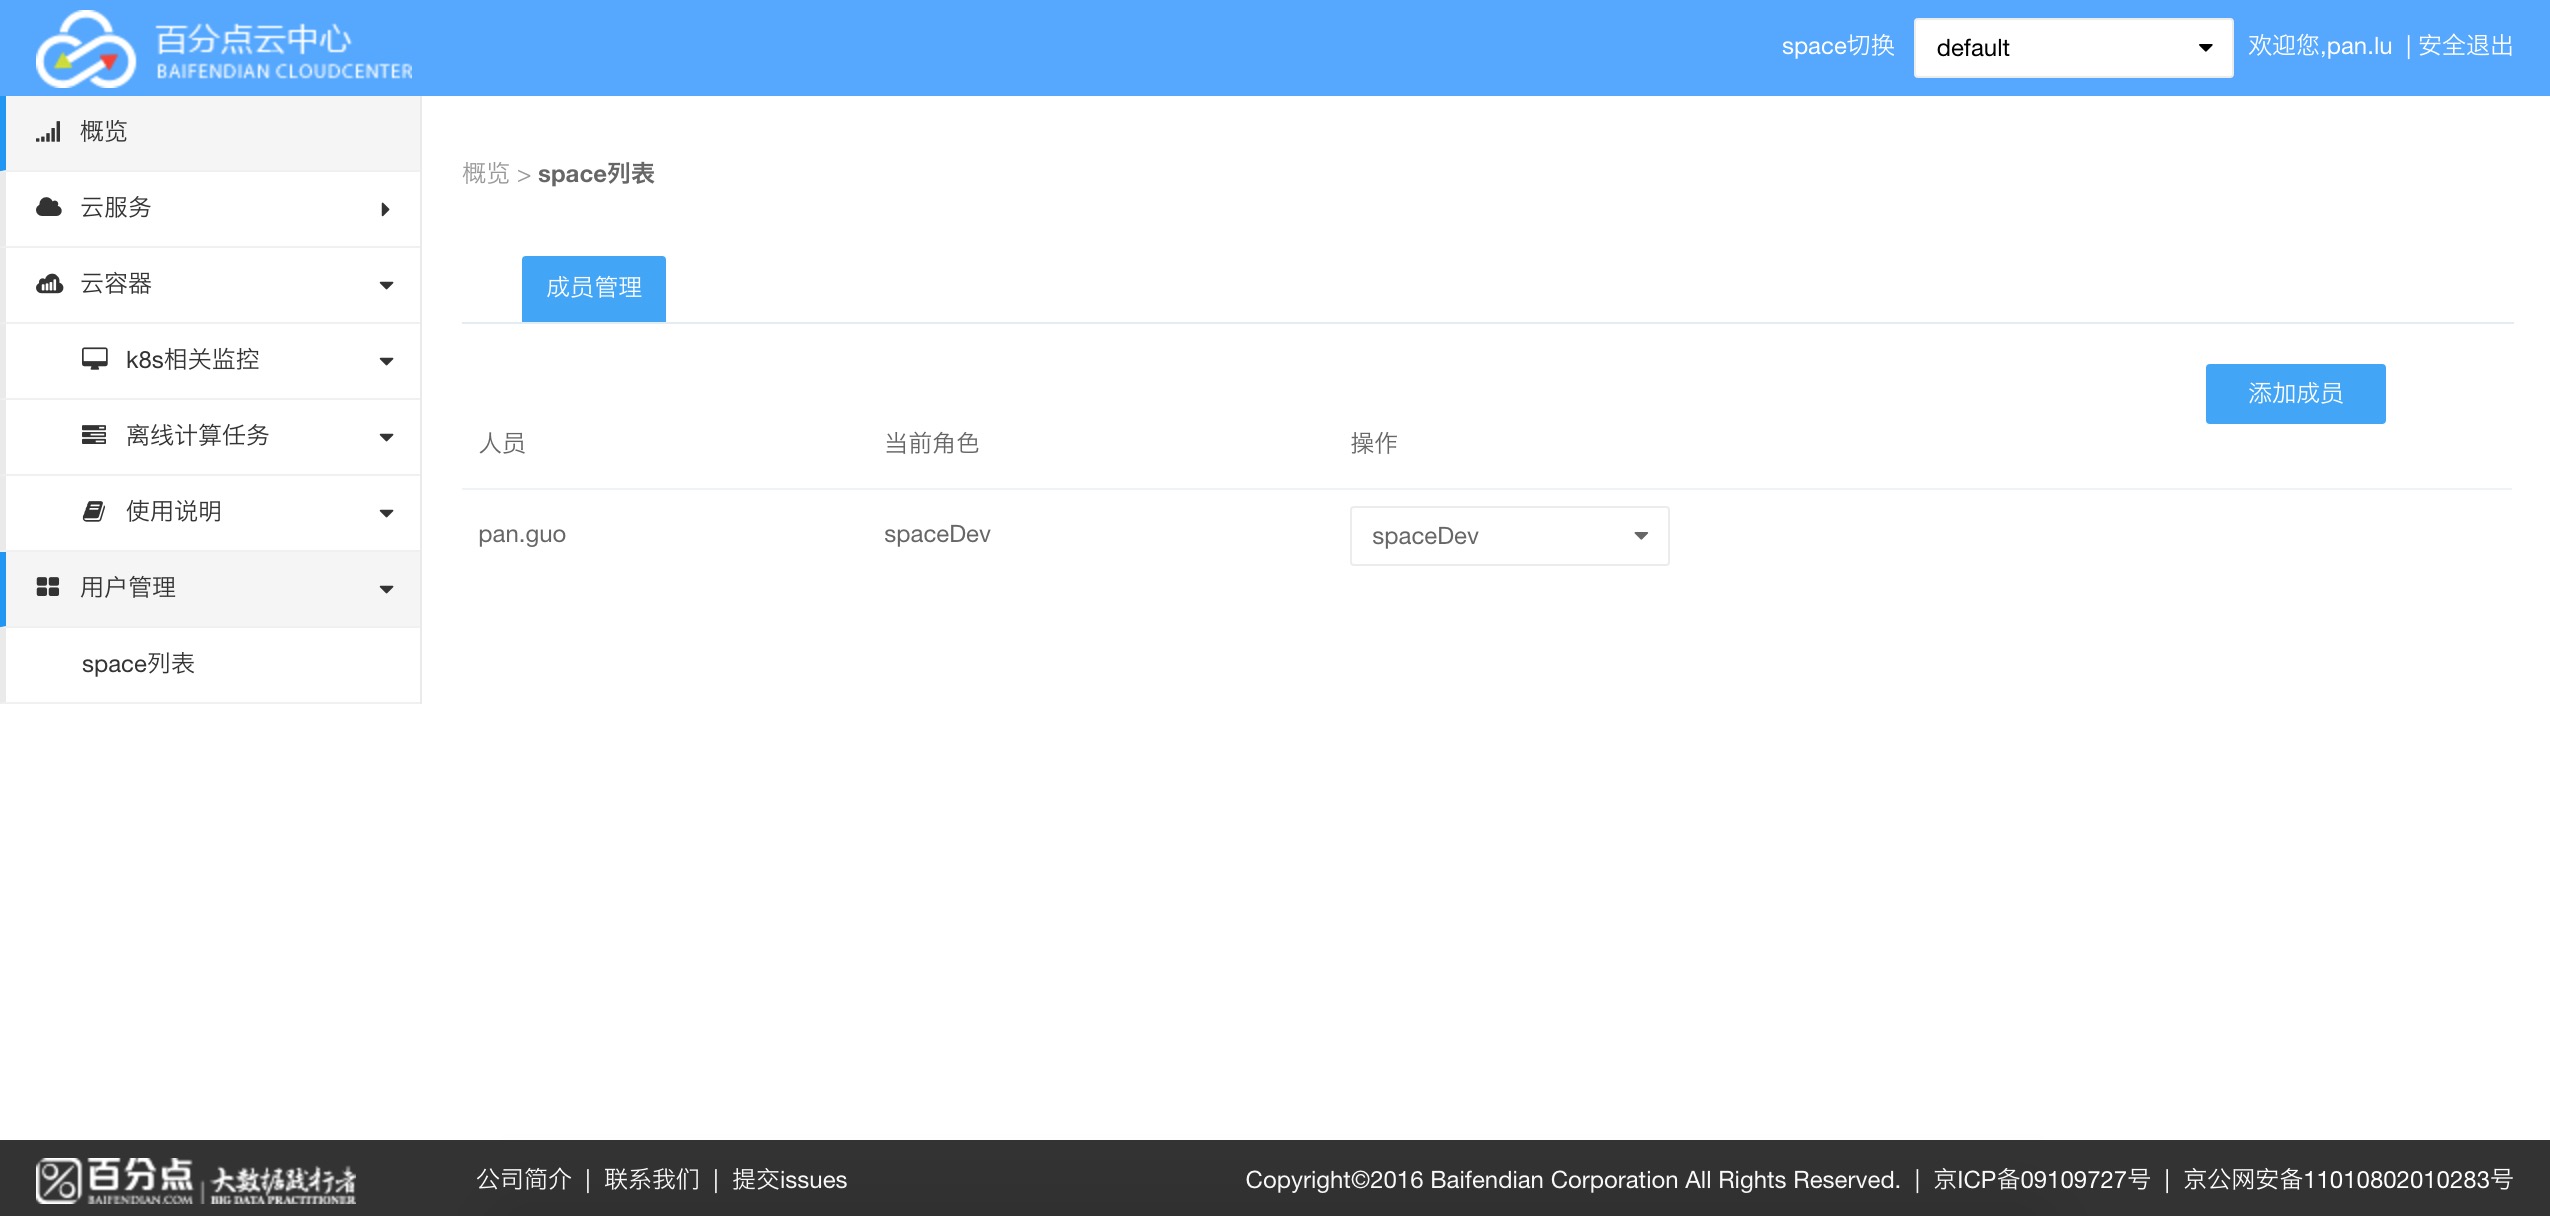 百分点云中心
BAIFENDIAN CLOUDCENTER
space切换 default 欢迎您,pan.lu | 安全退出
概览
云服务
云容器
k8s相关监控
离线计算任务
使用说明
用户管理
space列表
概览 > space列表
成员管理
添加成员
人员 当前角色 操作
pan.guo spaceDev spaceDev
百分点 | 大数据践行者
BAIFENDIAN.COM BIG DATA PRACTITIONER
公司简介 | 联系我们 | 提交issues
Copyright©2016 Baifendian Corporation All Rights Reserved. | 京ICP备09109727号 | 京公网安备11010802010283号